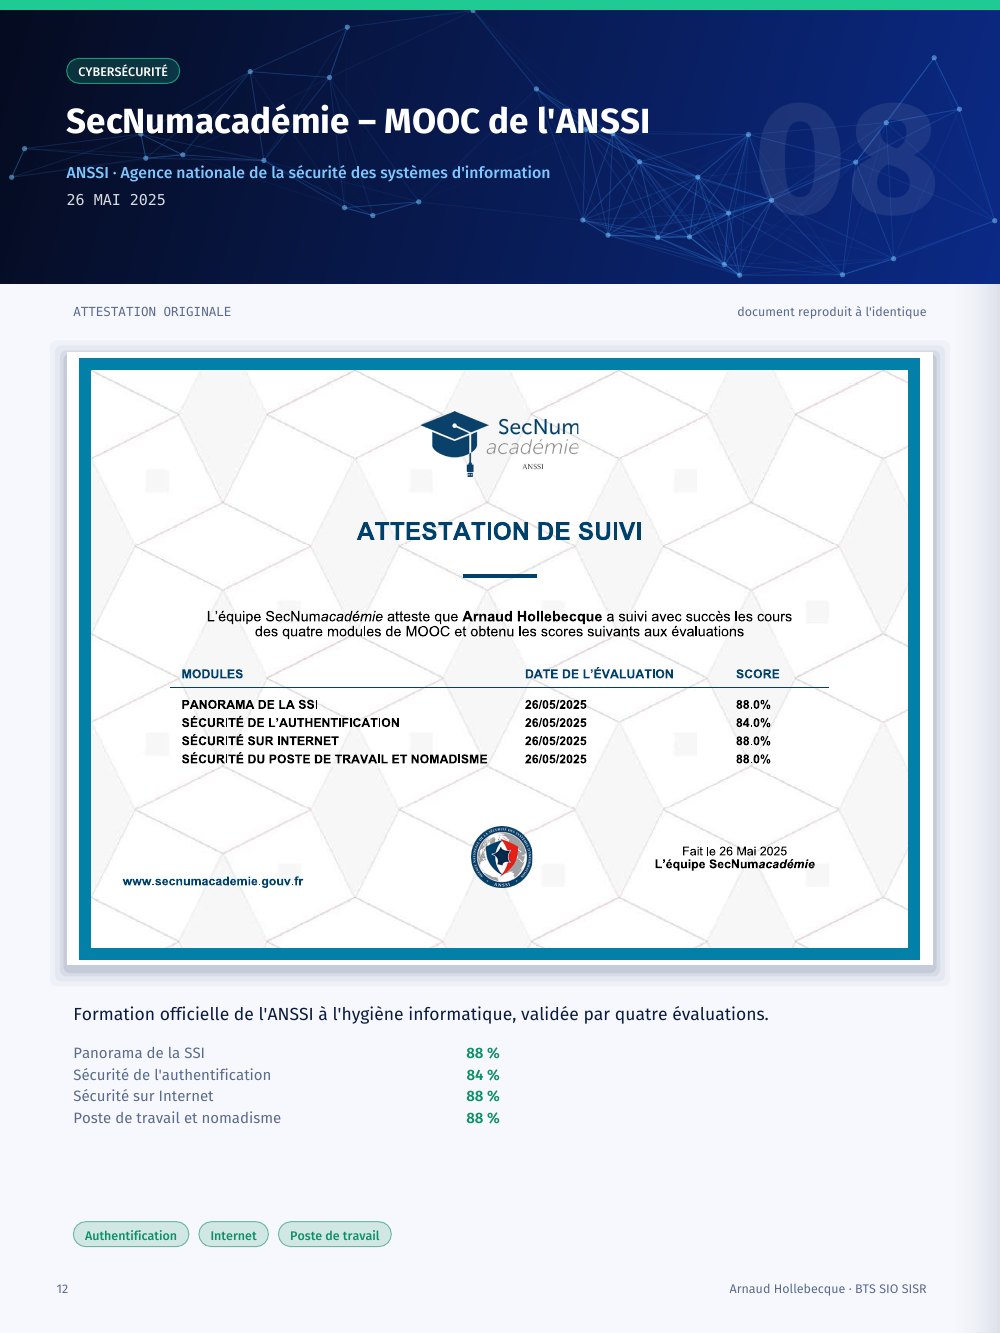 CYBERSÉCURITÉ
08
SecNumacadémie – MOOC de l'ANSSI
ANSSI · Agence nationale de la sécurité des systèmes d'information
26 MAI 2025
ATTESTATION ORIGINALE
document reproduit à l'identique
SecNum
académie
ANSSI
ATTESTATION DE SUIVI
L'équipe SecNumacadémie atteste que Arnaud Hollebecque a suivi avec succès les cours
des quatre modules de MOOC et obtenu les scores suivants aux évaluations
MODULES DATE DE L'ÉVALUATION SCORE
PANORAMA DE LA SSI 26/05/2025 88.0%
SÉCURITÉ DE L'AUTHENTIFICATION 26/05/2025 84.0%
SÉCURITÉ SUR INTERNET 26/05/2025 88.0%
SÉCURITÉ DU POSTE DE TRAVAIL ET NOMADISME 26/05/2025 88.0%
www.secnumacademie.gouv.fr
ANSSI
Fait le 26 Mai 2025
L'équipe SecNumacadémie
Formation officielle de l'ANSSI à l'hygiène informatique, validée par quatre évaluations.
Panorama de la SSI 88 %
Sécurité de l'authentification 84 %
Sécurité sur Internet 88 %
Poste de travail et nomadisme 88 %
Authentification Internet Poste de travail
12
Arnaud Hollebecque · BTS SIO SISR